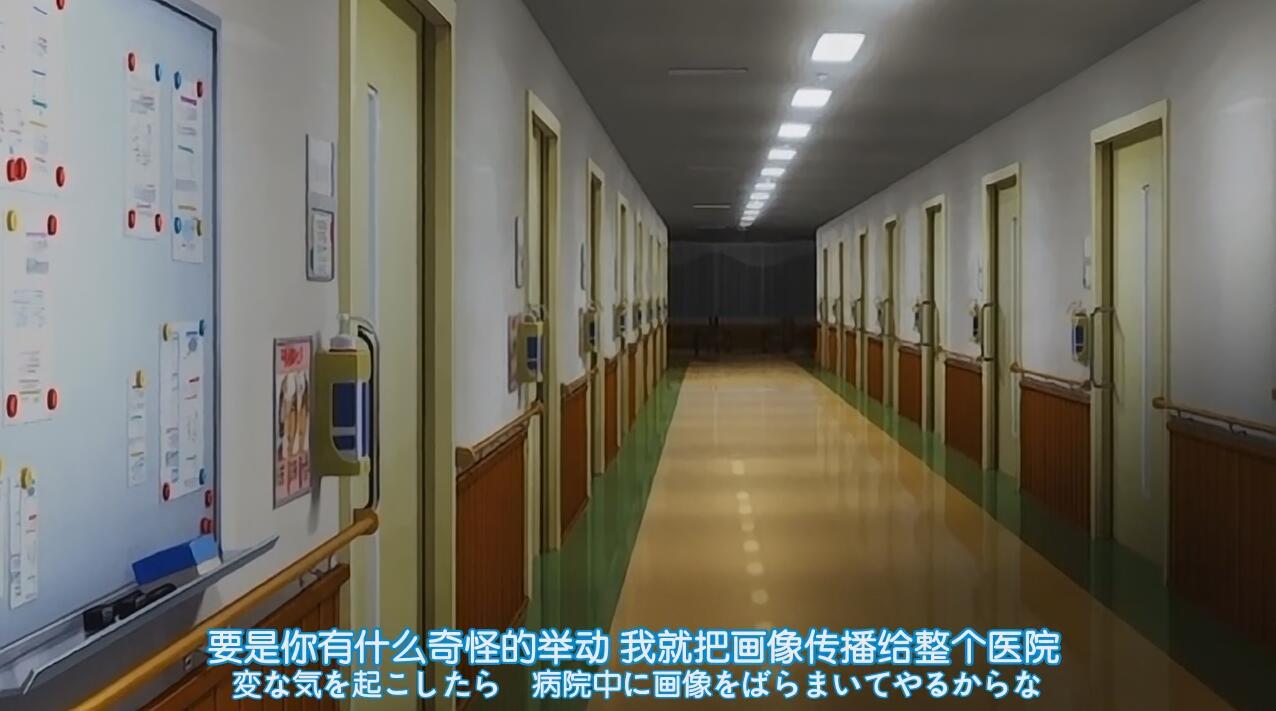 要是你有什么奇怪的举动 我就把画像传播给整个医院
変な気を起こしたら　病院中に画像をばらまいてやるからな